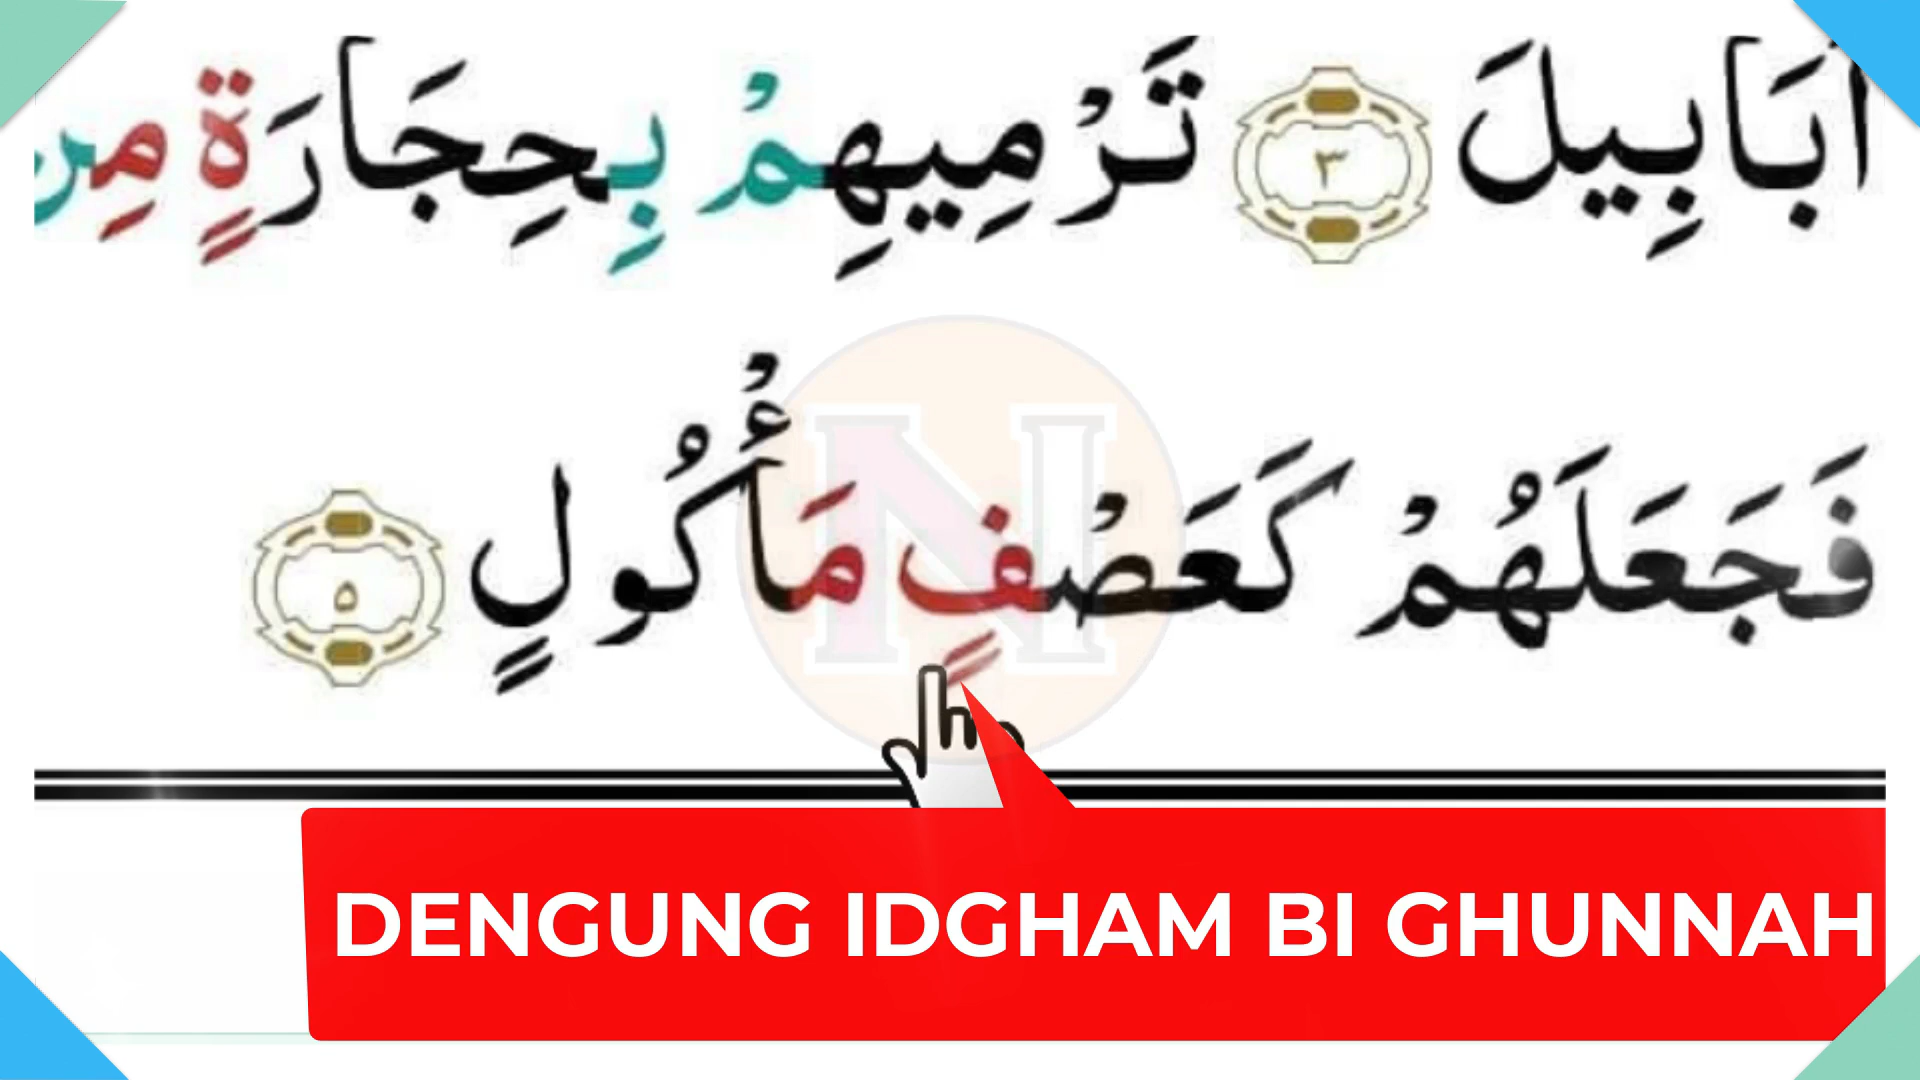 أَبَابِيلَ ٣ تَرْمِيهِمْ بِحِجَارَةٍ مِن
فَجَعَلَهُمْ كَعَصْفٍ مَأْكُولٍ ٥
N
DENGUNG IDGHAM BI GHUNNAH